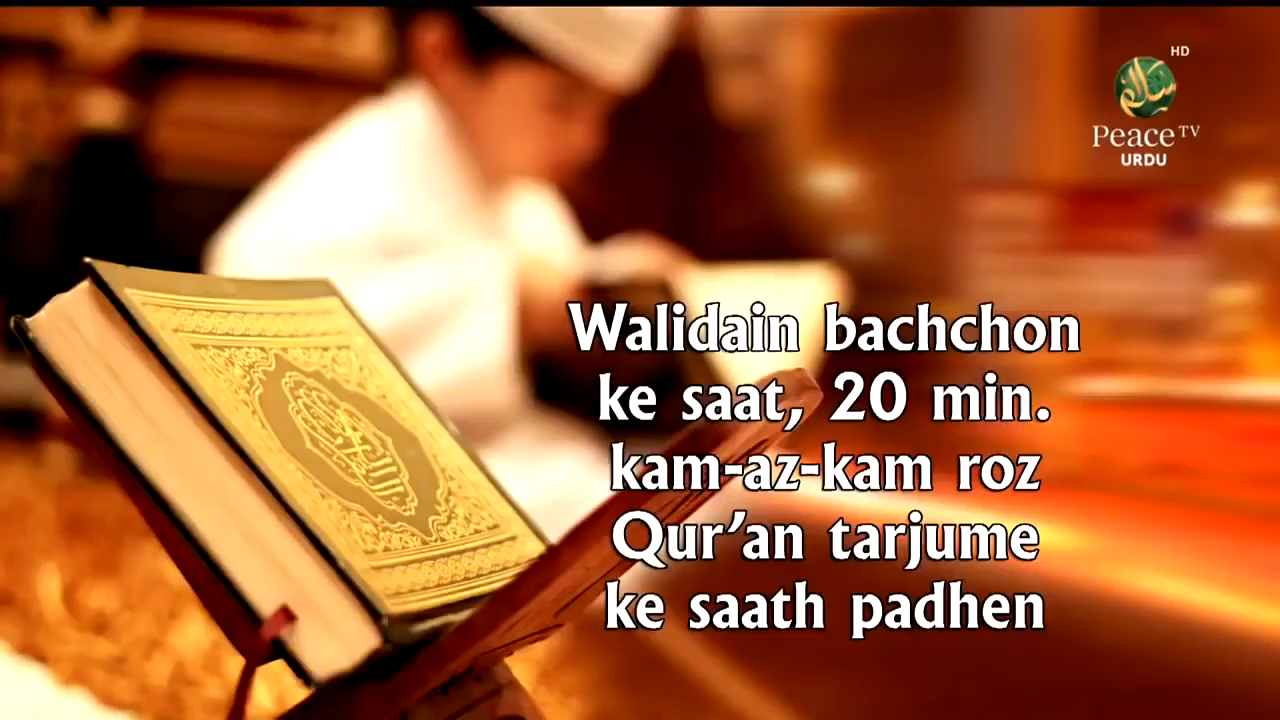 HD
Peace TV
URDU
Walidain bachchon
ke saat, 20 min.
kam-az-kam roz
Qur’an tarjume
ke saath padhen